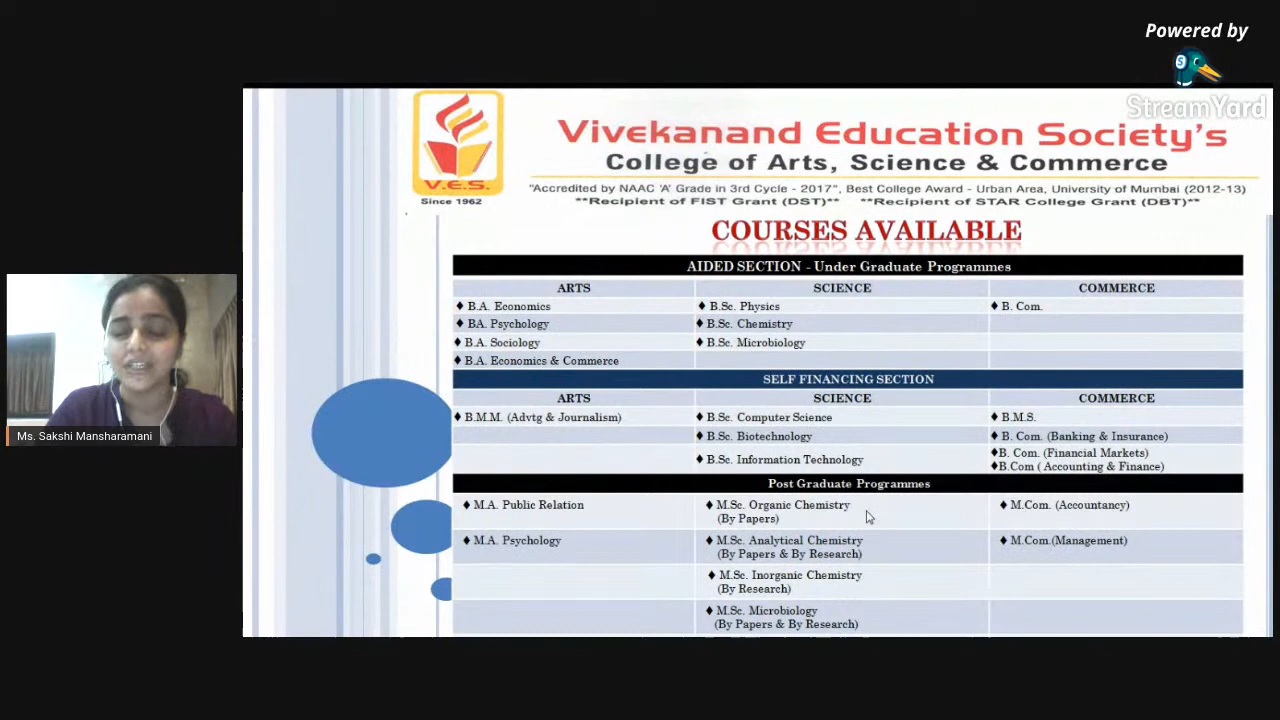 Powered by
StreamYard
V.E.S.
Since 1962
Vivekanand Education Society's
College of Arts, Science & Commerce
"Accredited by NAAC 'A' Grade in 3rd Cycle - 2017", Best College Award - Urban Area, University of Mumbai (2012-13)
**Recipient of FIST Grant (DST)** **Recipient of STAR College Grant (DBT)**
COURSES AVAILABLE
AIDED SECTION - Under Graduate Programmes
ARTS SCIENCE COMMERCE
♦ B.A. Economics ♦ B.Sc. Physics ♦ B. Com.
♦ BA. Psychology ♦ B.Sc. Chemistry
♦ B.A. Sociology ♦ B.Sc. Microbiology
♦ B.A. Economics & Commerce
SELF FINANCING SECTION
ARTS SCIENCE COMMERCE
♦ B.M.M. (Advtg & Journalism) ♦ B.Sc. Computer Science ♦ B.M.S.
♦ B.Sc. Biotechnology ♦ B. Com. (Banking & Insurance)
♦ B.Sc. Information Technology ♦B. Com. (Financial Markets)
♦B.Com ( Accounting & Finance)
Post Graduate Programmes
♦ M.A. Public Relation ♦ M.Sc. Organic Chemistry ♦ M.Com. (Accountancy)
(By Papers)
♦ M.A. Psychology ♦ M.Sc. Analytical Chemistry ♦ M.Com.(Management)
(By Papers & By Research)
♦ M.Sc. Inorganic Chemistry
(By Research)
♦ M.Sc. Microbiology
(By Papers & By Research)
Ms. Sakshi Mansharamani